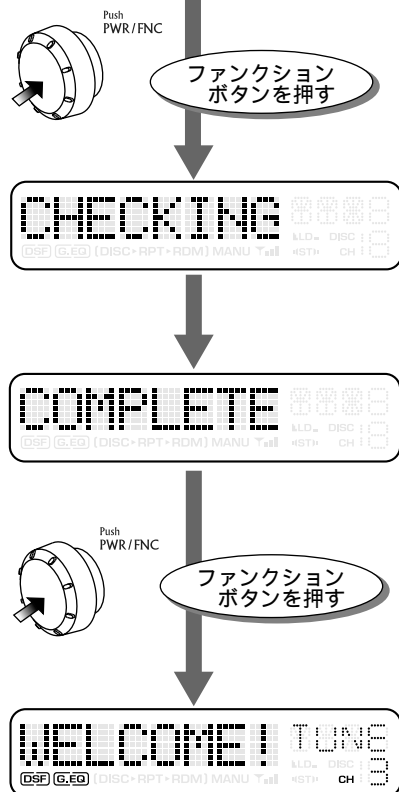 Push
PWR/FNC
ファンクション
ボタンを押す
CHECKING
LD. DISC
DSF G.EQ (DISC▸RPT▸RDM) MANU ST CH
COMPLETE
LD. DISC
DSF G.EQ (DISC▸RPT▸RDM) MANU ST CH
Push
PWR/FNC
ファンクション
ボタンを押す
WELCOME! TUNE
LD. DISC
DSF G.EQ (DISC▸RPT▸RDM) MANU ST CH 3